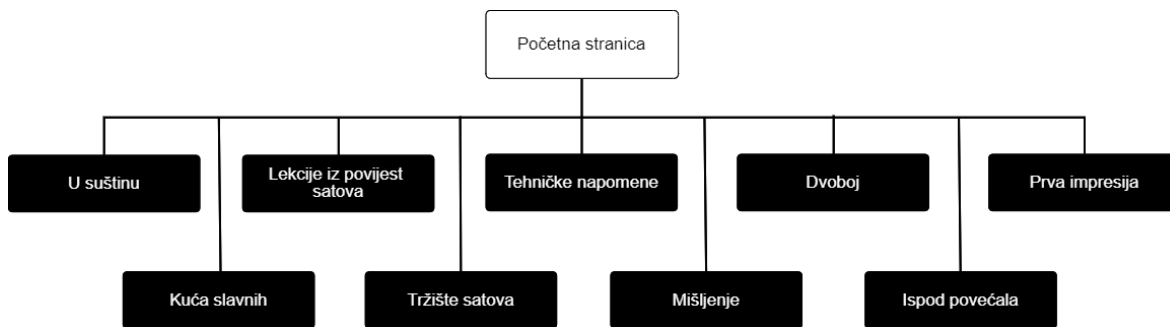 Početna stranica
U suštinu
Lekcije iz povijest
satova
Tehničke napomene
Dvoboj
Prva impresija
Kuća slavnih
Tržište satova
Mišljenje
Ispod povećala